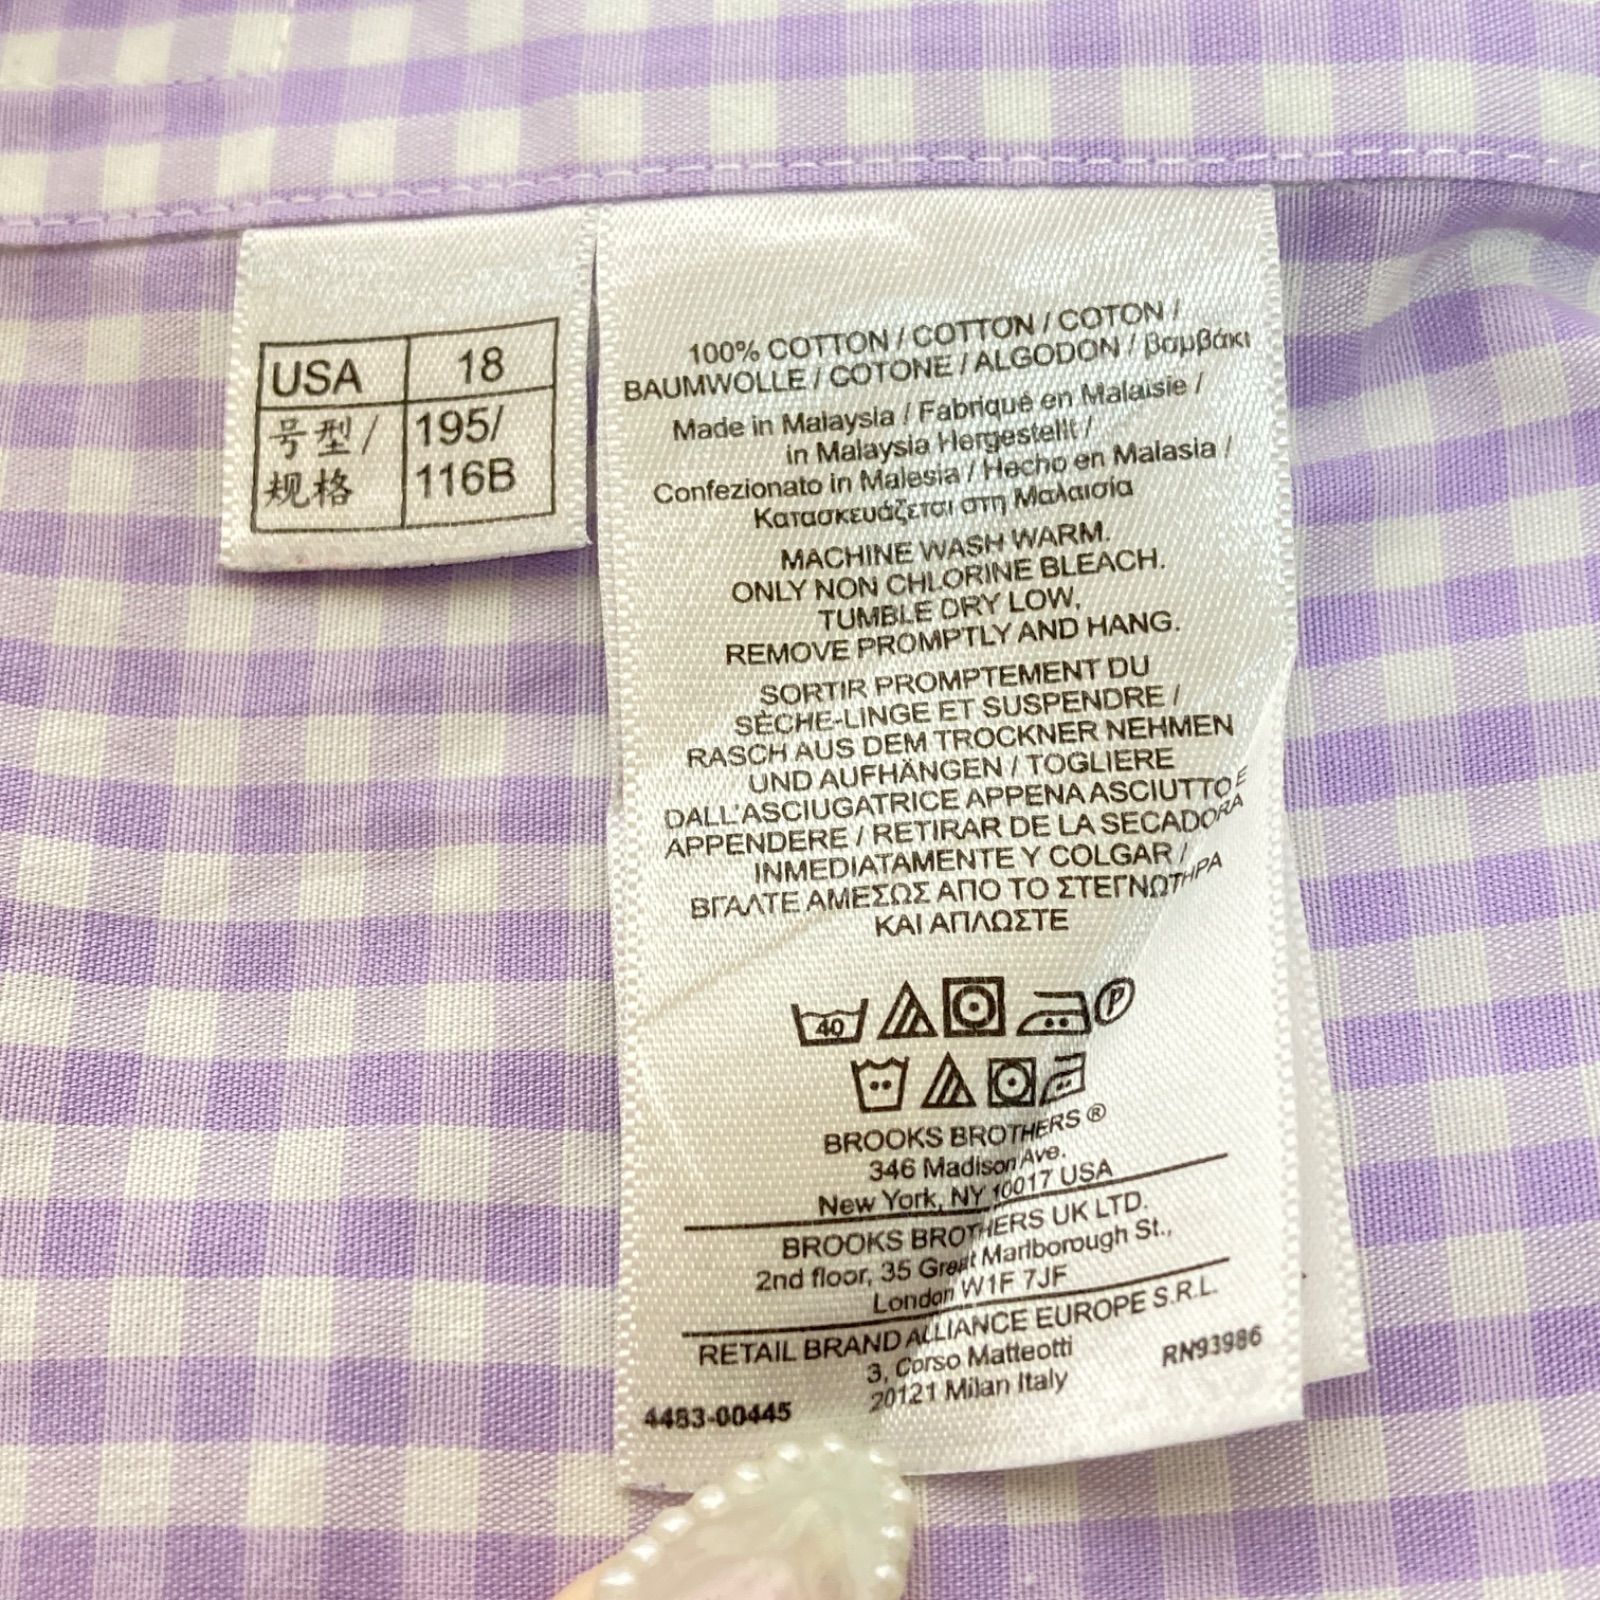 USA 18
号型/ 195/
规格 116B
100% COTTON / COTTON / COTON /
BAUMWOLLE / COTONE / ALGODON / βαμβάκι
Made in Malaysia / Fabriqué en Malaisie /
in Malaysia Hergestellt /
Confezionato in Malesia / Hecho en Malasia /
Κατασκευάζεται στη Μαλαισία
MACHINE WASH WARM.
ONLY NON CHLORINE BLEACH.
TUMBLE DRY LOW,
REMOVE PROMPTLY AND HANG.
SORTIR PROMPTEMENT DU
SÈCHE-LINGE ET SUSPENDRE /
RASCH AUS DEM TROCKNER NEHMEN
UND AUFHÄNGEN / TOGLIERE
DALL'ASCIUGATRICE APPENA ASCIUTTO E
APPENDERE / RETIRAR DE LA SECADORA
INMEDIATAMENTE Y COLGAR /
ΒΓΑΛΤΕ ΑΜΕΣΩΣ ΑΠΟ ΤΟ ΣΤΕΓΝΩΤΗΡΑ
ΚΑΙ ΑΠΛΩΣΤΕ
40 P
BROOKS BROTHERS ®
346 Madison Ave.
New York, NY 10017 USA
BROOKS BROTHERS UK LTD.
2nd floor, 35 Great Marlborough St.,
London W1F 7JF
RETAIL BRAND ALLIANCE EUROPE S.R.L.
3, Corso Matteotti
20121 Milan Italy
RN93986
4483-00445